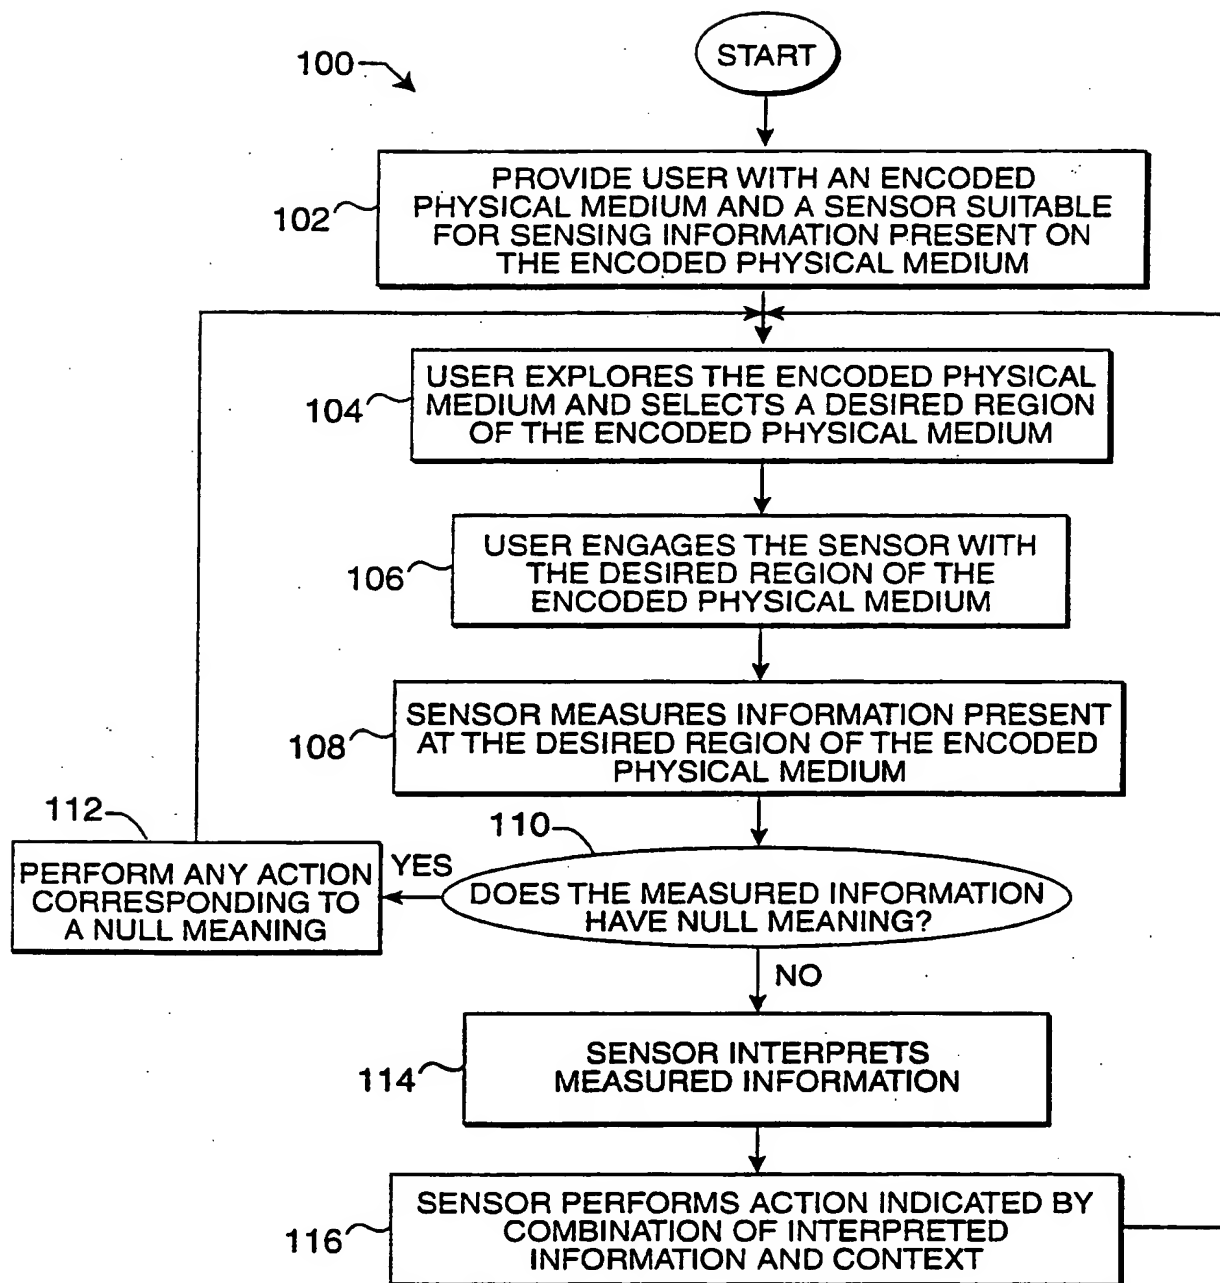 START
100
PROVIDE USER WITH AN ENCODED
PHYSICAL MEDIUM AND A SENSOR SUITABLE
FOR SENSING INFORMATION PRESENT ON
THE ENCODED PHYSICAL MEDIUM
102
USER EXPLORES THE ENCODED PHYSICAL
MEDIUM AND SELECTS A DESIRED REGION
OF THE ENCODED PHYSICAL MEDIUM
104
USER ENGAGES THE SENSOR WITH
THE DESIRED REGION OF THE
ENCODED PHYSICAL MEDIUM
106
SENSOR MEASURES INFORMATION PRESENT
AT THE DESIRED REGION OF THE ENCODED
PHYSICAL MEDIUM
108
110
DOES THE MEASURED INFORMATION
HAVE NULL MEANING?
YES
112
PERFORM ANY ACTION
CORRESPONDING TO
A NULL MEANING
NO
SENSOR INTERPRETS
MEASURED INFORMATION
114
SENSOR PERFORMS ACTION INDICATED BY
COMBINATION OF INTERPRETED
INFORMATION AND CONTEXT
116